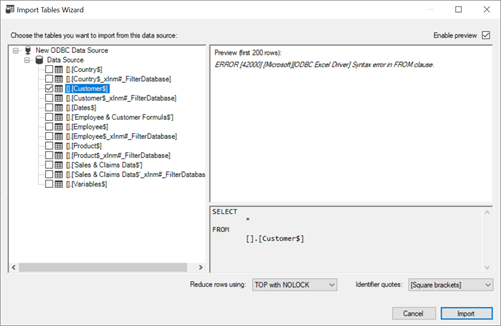 Import Tables Wizard
Choose the tables you want to import from this data source:
Enable preview
New ODBC Data Source
Data Source
[].[Country$]
[].[Country$_xlnm#_FilterDatabase]
[].[Customer$]
[].[Customer$_xlnm#_FilterDatabase]
[].[Dates$]
[].['Employee & Customer Formula$']
[].[Employee$]
[].[Employee$_xlnm#_FilterDatabase]
[].[Product$]
[].[Product$_xlnm#_FilterDatabase]
[].['Sales & Claims Data$']
[].['Sales & Claims Data$'_xlnm#_FilterDatabas
[].[Variables$]
Preview (first 200 rows):
ERROR [42000] [Microsoft][ODBC Excel Driver] Syntax error in FROM clause.
SELECT
*
FROM
[].[Customer$]
Reduce rows using:
TOP with NOLOCK
Identifier quotes:
[Square brackets]
Cancel
Import